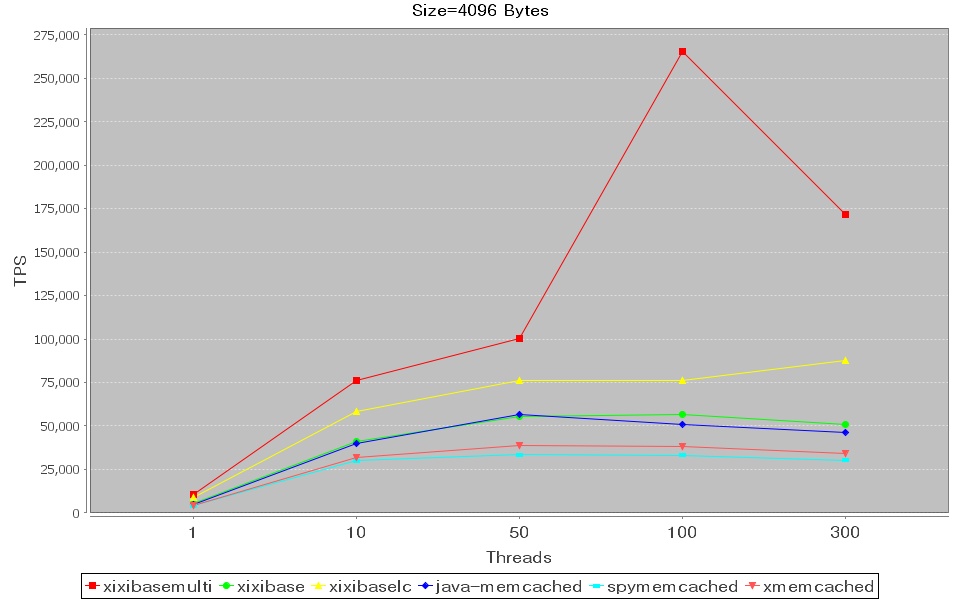 Size=4096 Bytes
275,000
250,000
225,000
200,000
175,000
150,000
125,000
100,000
75,000
50,000
25,000
0
TPS
1 10 50 100 300
Threads
xixibasemulti xixibase xixibaselc java-memcached spymemcached xmemcached